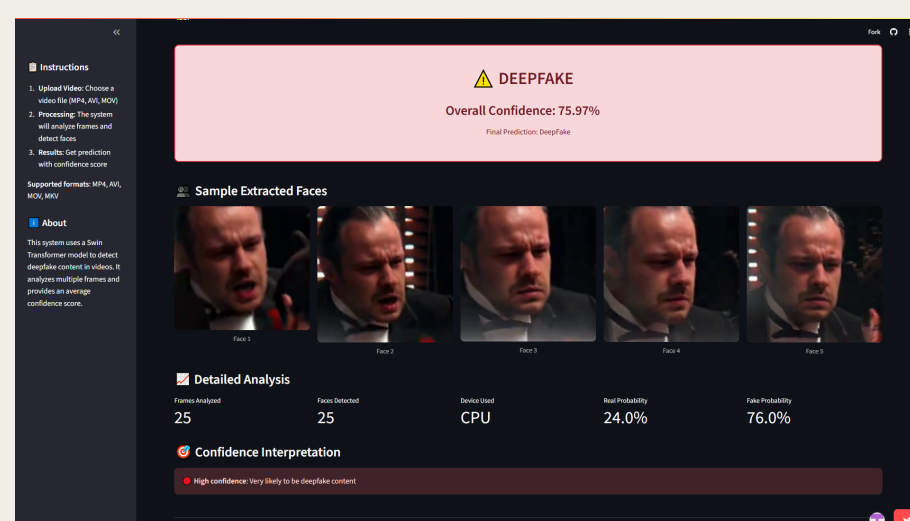 Fork
Instructions
1. Upload Video: Choose a
video file (MP4, AVI, MOV)
2. Processing: The system
will analyze frames and
detect faces
3. Results: Get prediction
with confidence score
Supported formats: MP4, AVI,
MOV, MKV
About
This system uses a Swin
Transformer model to detect
deepfake content in videos. It
analyzes multiple frames and
provides an average
confidence score.
DEEPFAKE
Overall Confidence: 75.97%
Final Prediction: DeepFake
Sample Extracted Faces
Face 1
Face 2
Face 3
Face 4
Face 5
Detailed Analysis
Frames Analyzed
25
Faces Detected
25
Device Used
CPU
Real Probability
24.0%
Fake Probability
76.0%
Confidence Interpretation
High confidence: Very likely to be deepfake content